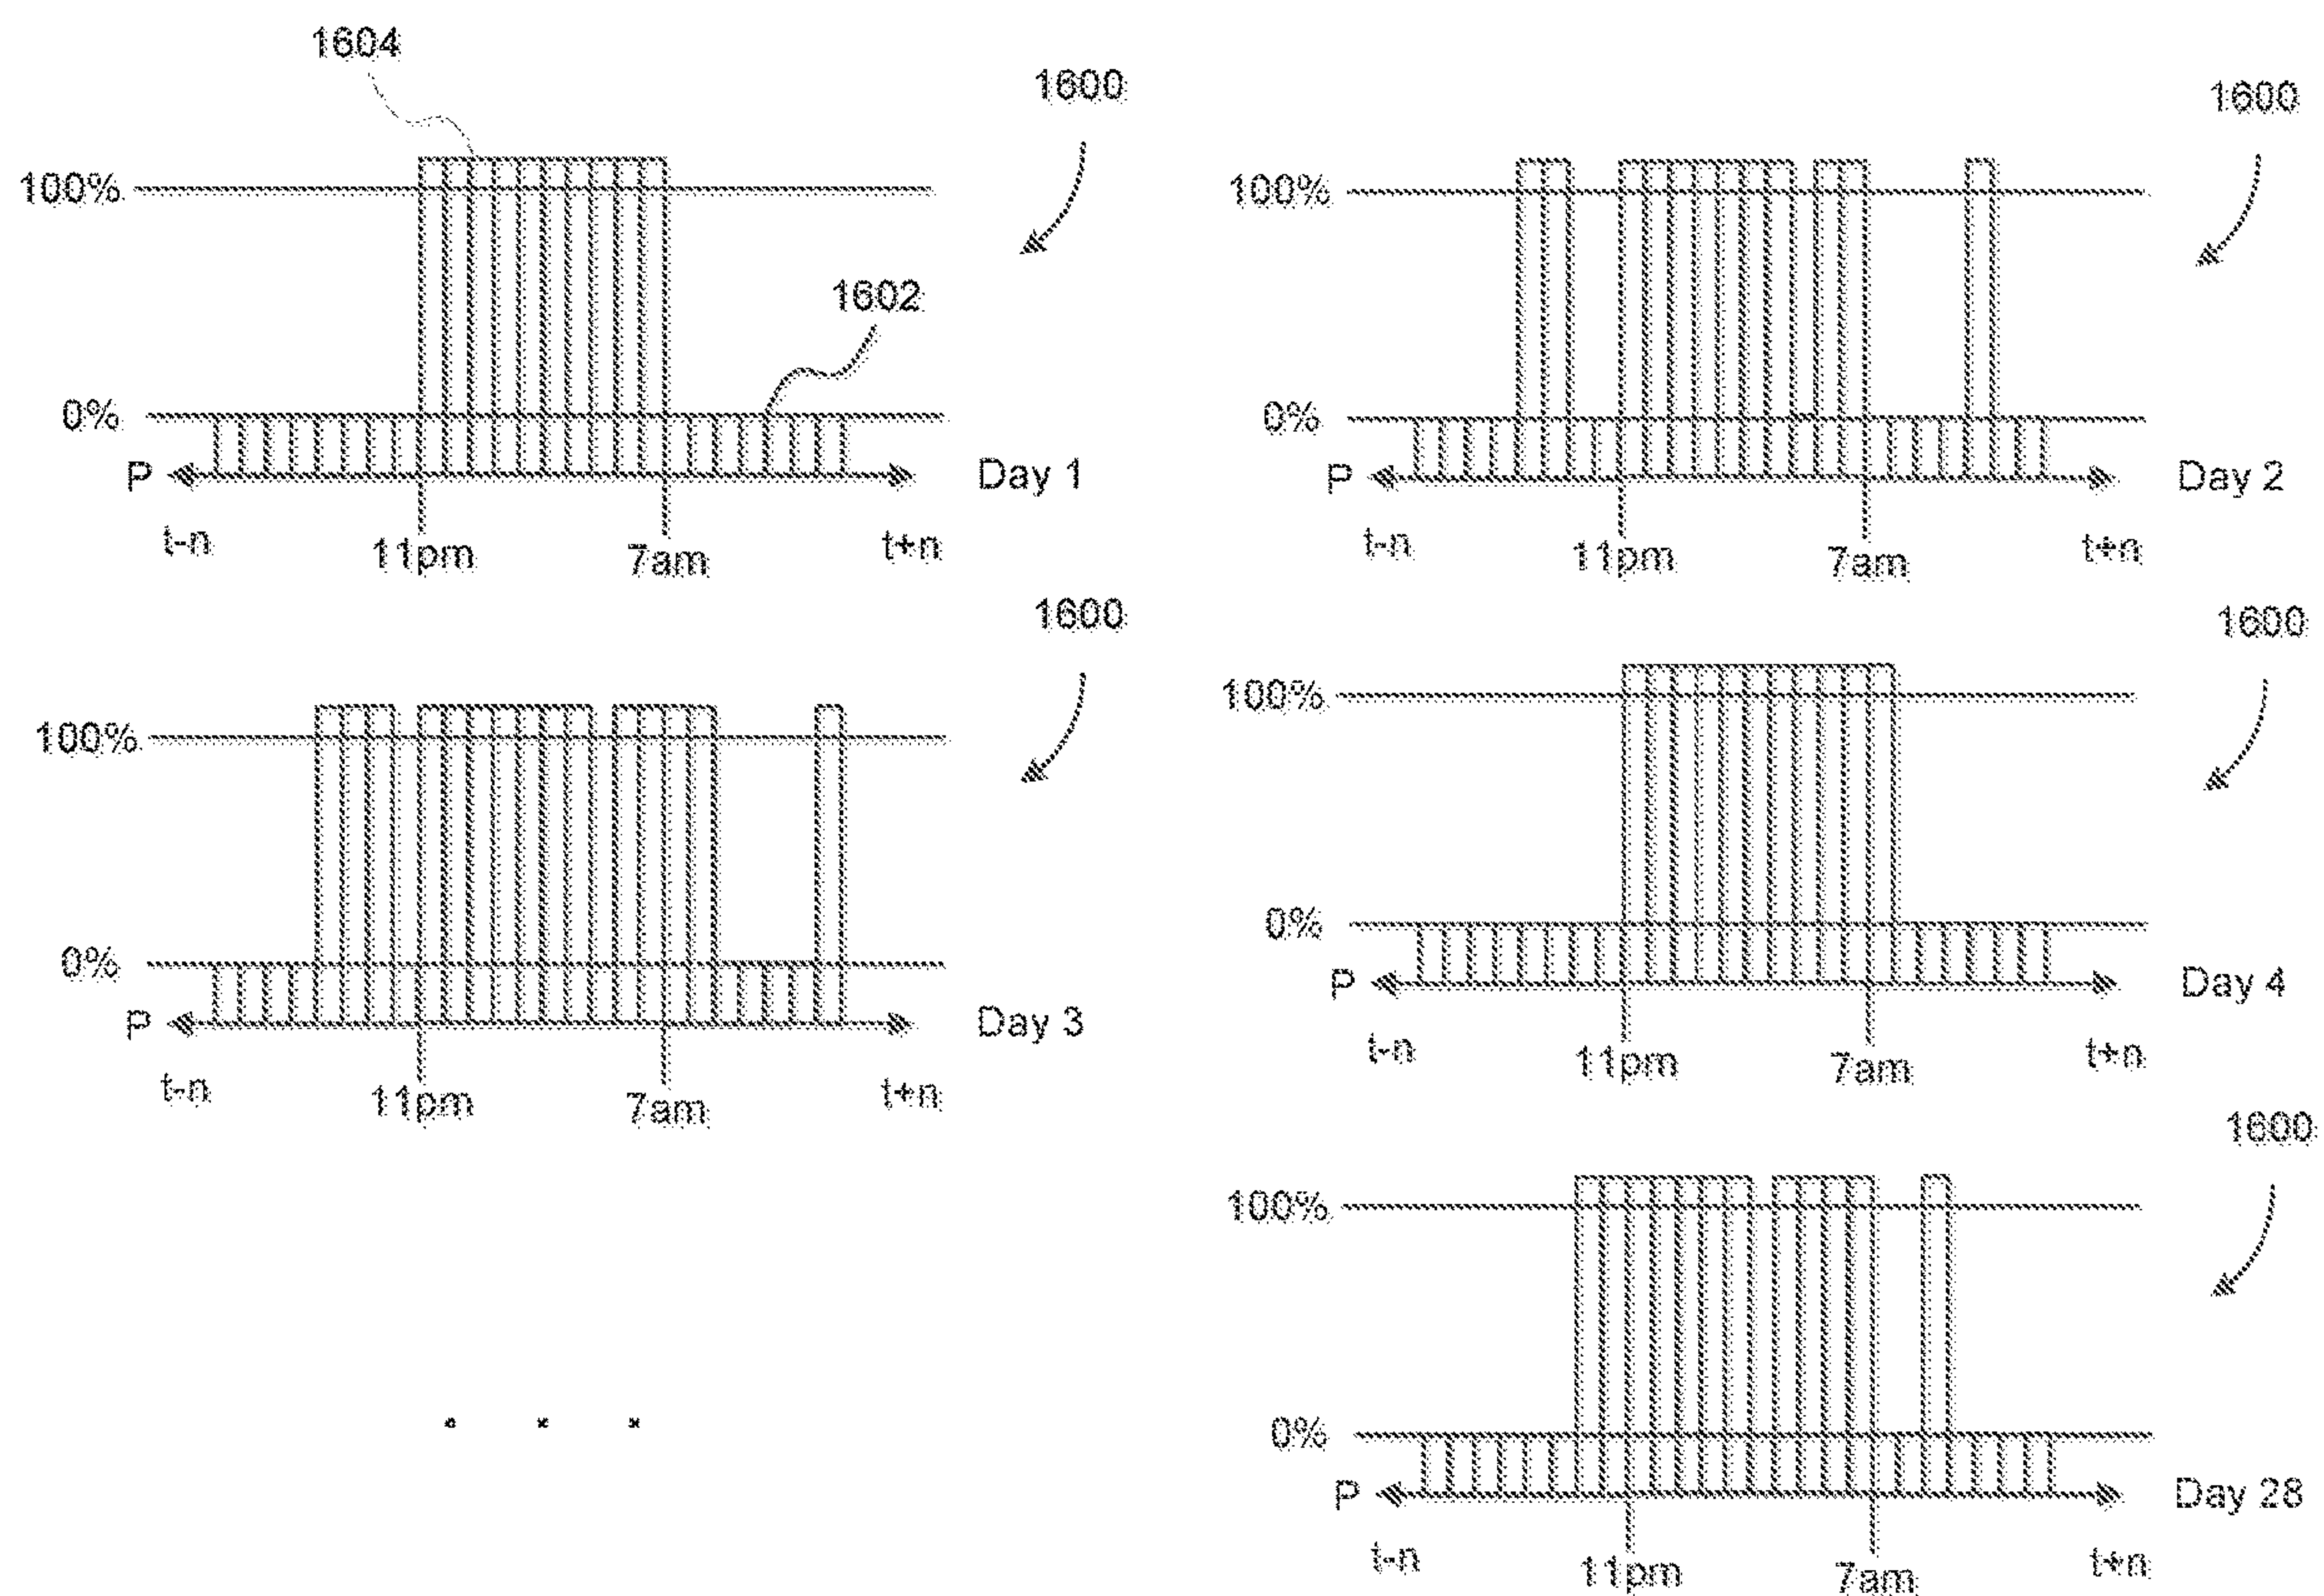 1604
1600
100%
1602
0%
P
Day 1
t-n
11pm
7am
t+n
1600
100%
0%
P
Day 2
t-n
11pm
7am
t+n
1600
100%
0%
P
Day 3
t-n
11pm
7am
t+n
1600
100%
0%
P
Day 4
t-n
11pm
7am
t+n
1600
100%
0%
P
Day 28
t-n
11pm
7am
t+n